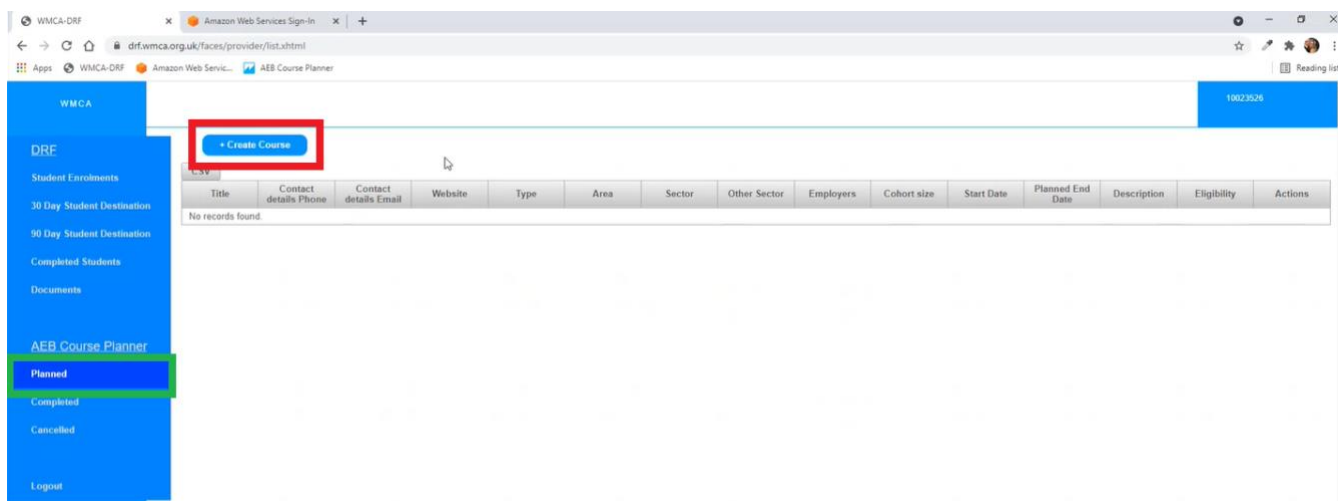 WMCA-DRF
Amazon Web Services Sign-In
drf.wmca.org.uk/faces/provider/list.xhtml
Apps WMCA-DRF Amazon Web Servic... AEB Course Planner Reading list
WMCA
10023526
DRF
Student Enrolments
30 Day Student Destination
90 Day Student Destination
Completed Students
Documents
AEB Course Planner
Planned
Completed
Cancelled
Logout
+ Create Course
CSV
Title Contact details Phone Contact details Email Website Type Area Sector Other Sector Employers Cohort size Start Date Planned End Date Description Eligibility Actions
No records found.